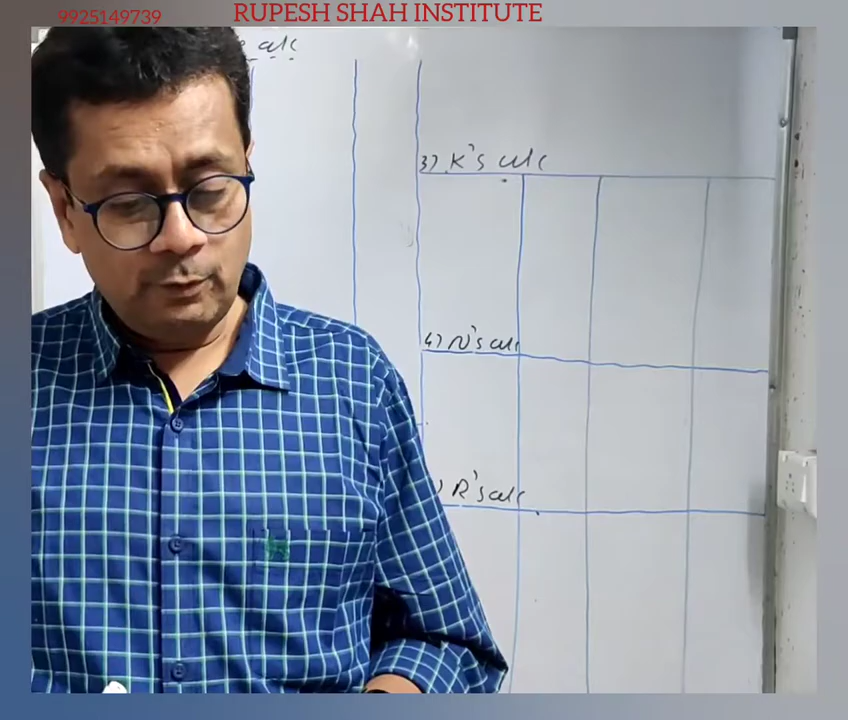 9925149739
RUPESH SHAH INSTITUTE
a/c
3) K's a/c
4) N's a/c
) R's a/c